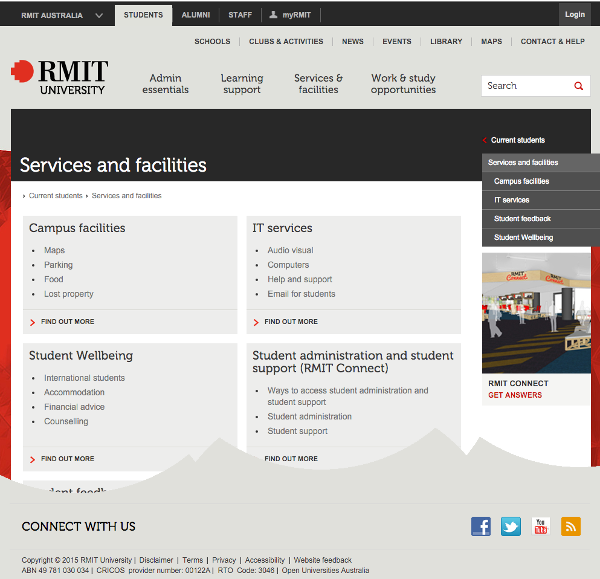 RMIT AUSTRALIA
STUDENTS
ALUMNI
STAFF
myRMIT
Login
SCHOOLS
CLUBS & ACTIVITIES
NEWS
EVENTS
LIBRARY
MAPS
CONTACT & HELP
RMIT
UNIVERSITY
Admin
essentials
Learning
support
Services &
facilities
Work & study
opportunities
Search
Current students
Services and facilities
Services and facilities
Campus facilities
IT services
Student feedback
Student Wellbeing
Current students
Services and facilities
Campus facilities
Maps
Parking
Food
Lost property
FIND OUT MORE
IT services
Audio visual
Computers
Help and support
Email for students
FIND OUT MORE
RMIT
Connect
RMIT
Connect
RMIT CONNECT
GET ANSWERS
Student Wellbeing
International students
Accommodation
Financial advice
Counselling
FIND OUT MORE
Student administration and student
support (RMIT Connect)
Ways to access student administration and
student support
Student administration
Student support
FIND OUT MORE
CONNECT WITH US
You
Tube
Copyright © 2015 RMIT University | Disclaimer | Terms | Privacy | Accessibility | Website feedback
ABN 49 781 030 034 | CRICOS provider number: 00122A | RTO Code: 3046 | Open Universities Australia